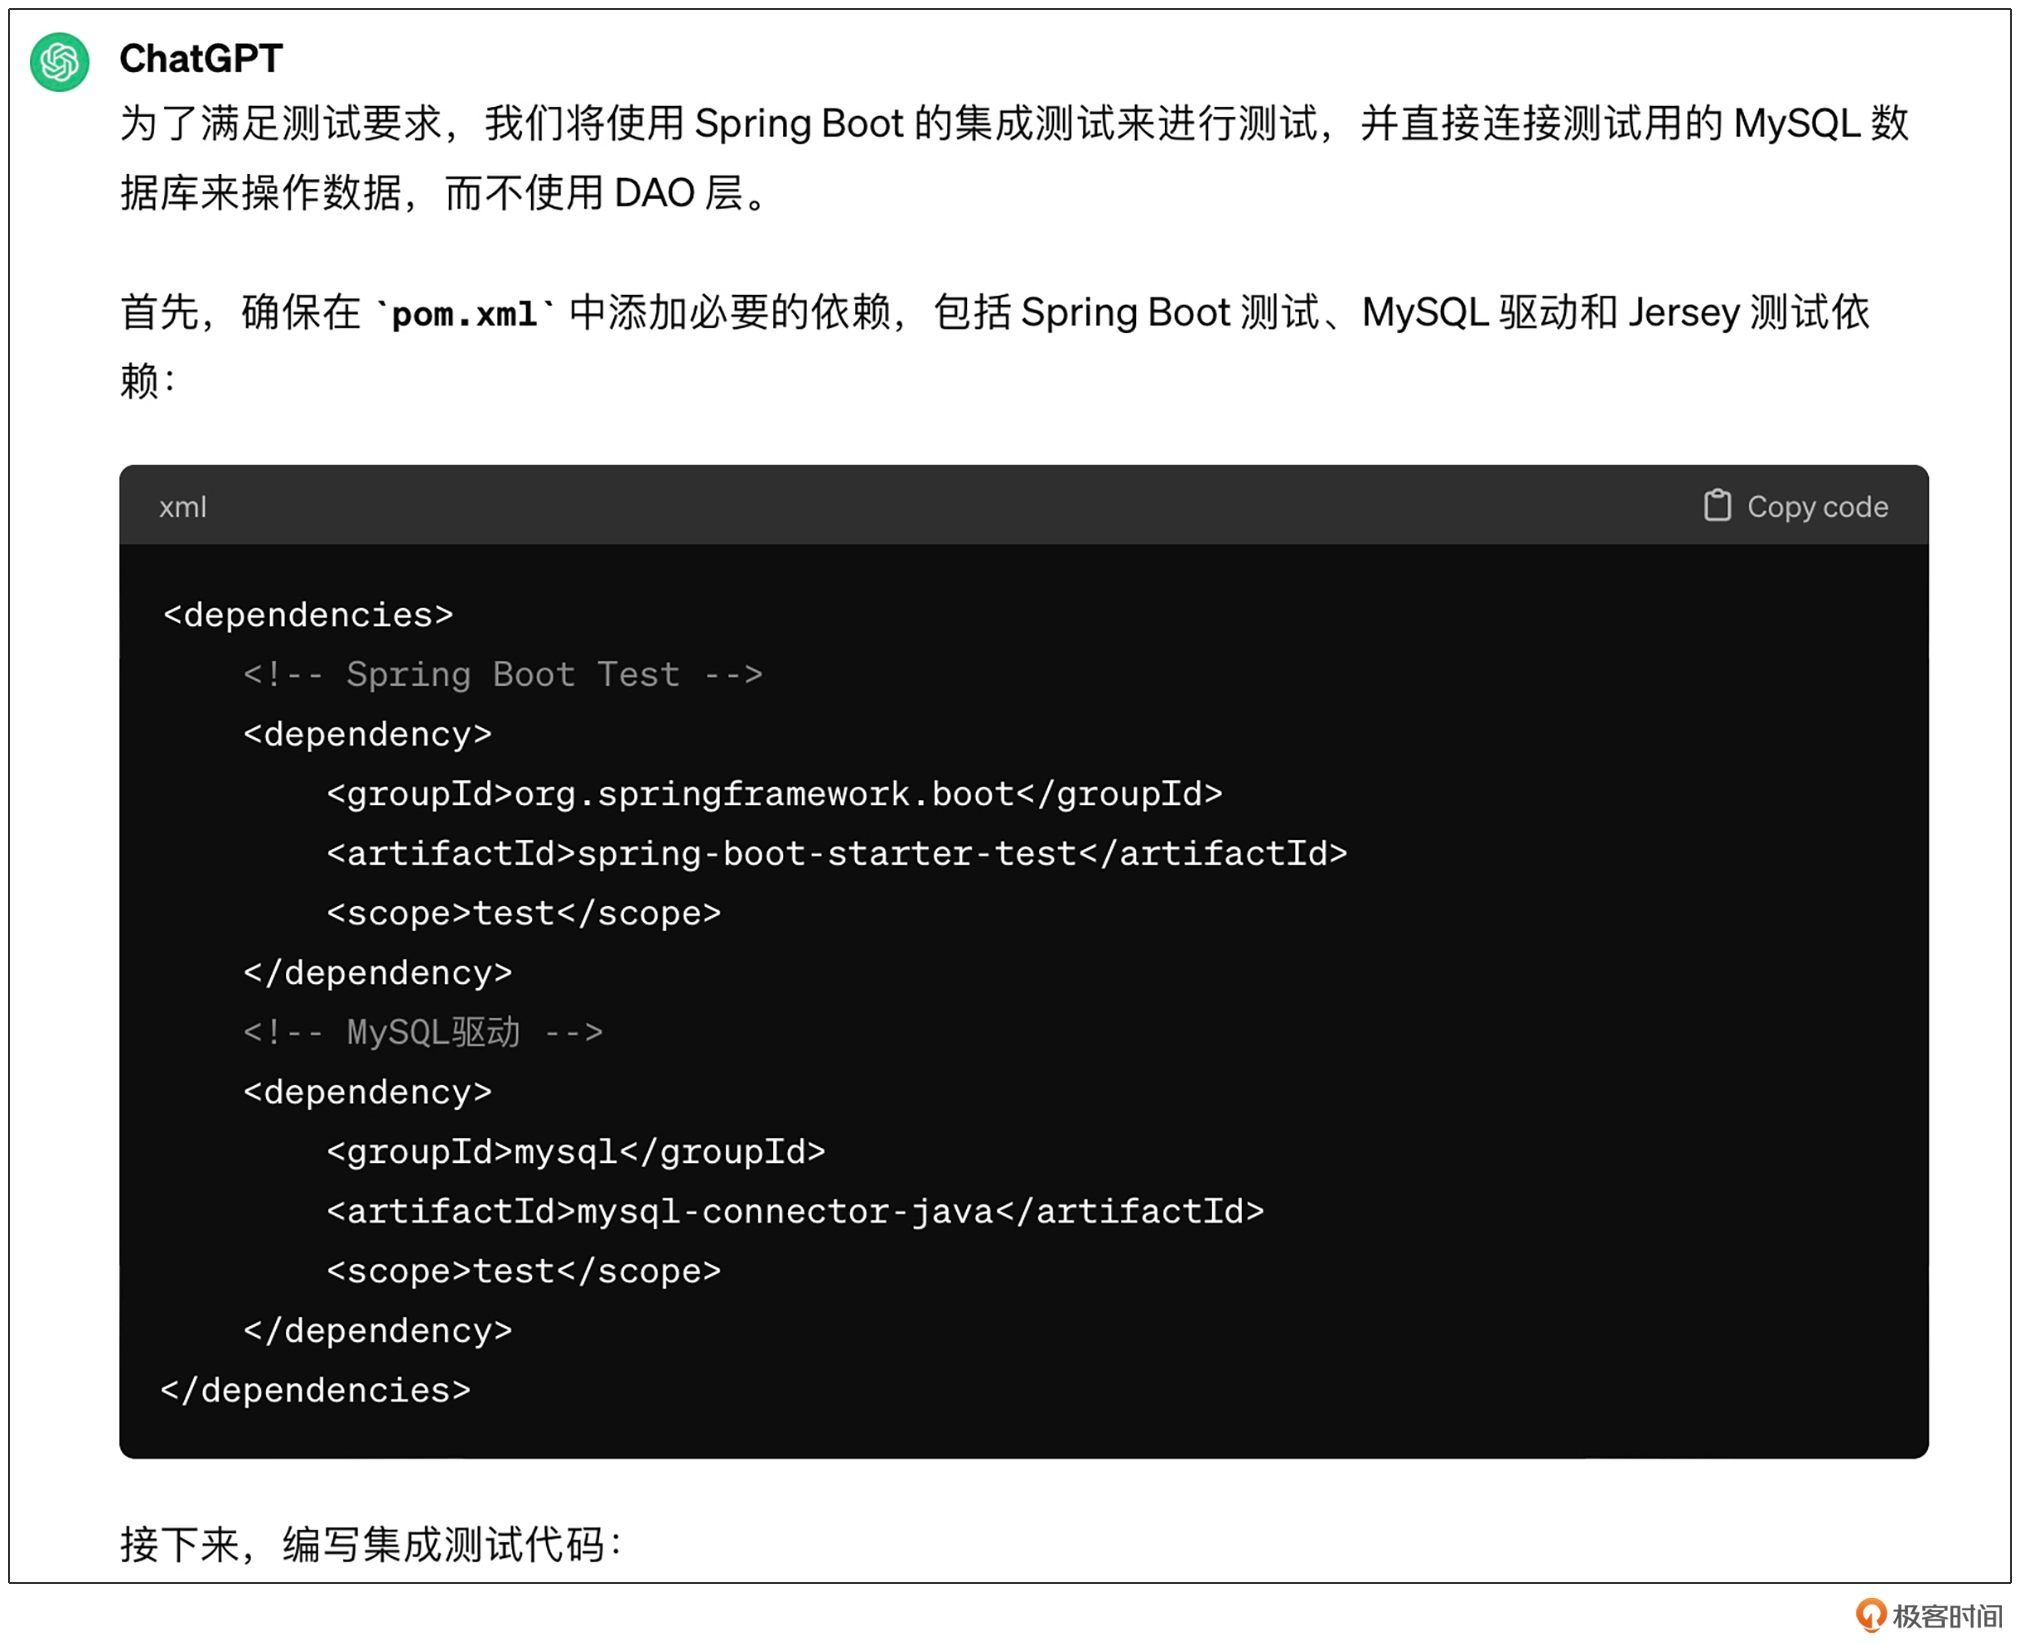 ChatGPT
为了满足测试要求，我们将使用 Spring Boot 的集成测试来进行测试，并直接连接测试用的 MySQL 数
据库来操作数据，而不使用 DAO 层。
首先，确保在 `pom.xml` 中添加必要的依赖，包括 Spring Boot 测试、MySQL 驱动和 Jersey 测试依
赖：
xml
Copy code
<dependencies>
    <!-- Spring Boot Test -->
    <dependency>
        <groupId>org.springframework.boot</groupId>
        <artifactId>spring-boot-starter-test</artifactId>
        <scope>test</scope>
    </dependency>
    <!-- MySQL驱动 -->
    <dependency>
        <groupId>mysql</groupId>
        <artifactId>mysql-connector-java</artifactId>
        <scope>test</scope>
    </dependency>
</dependencies>
接下来，编写集成测试代码：
极客时间